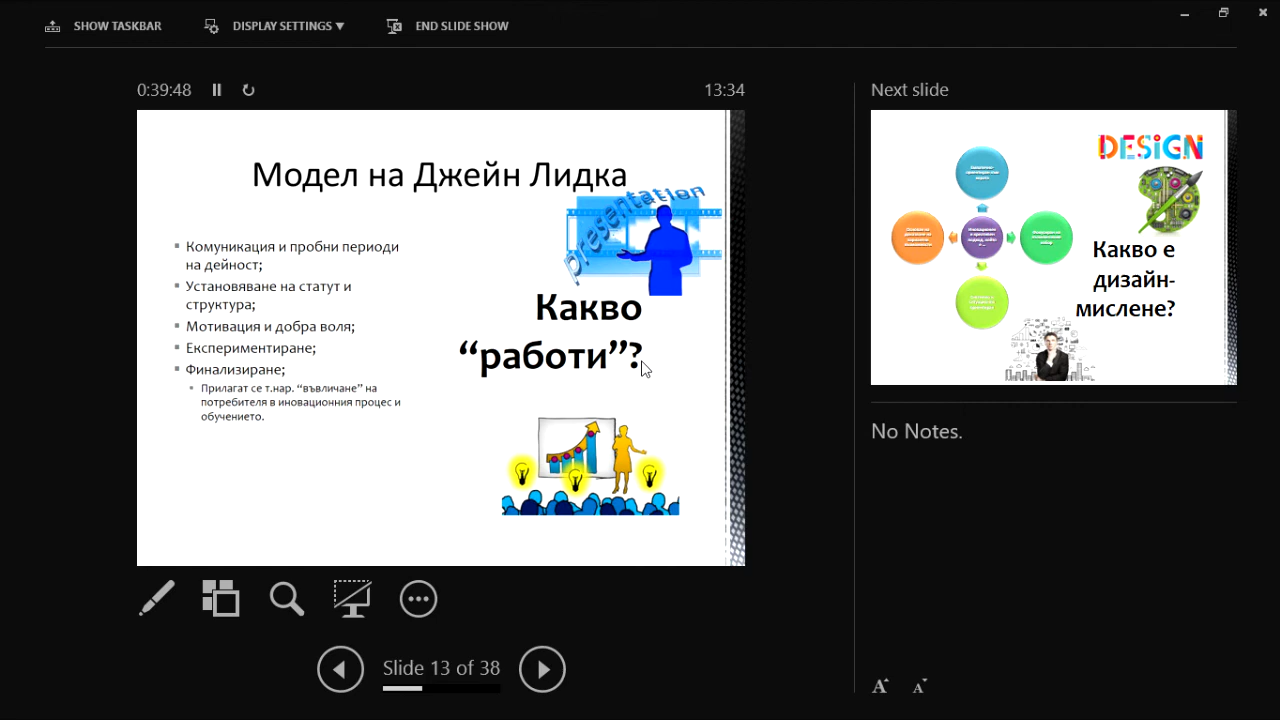 SHOW TASKBAR
DISPLAY SETTINGS ▼
END SLIDE SHOW
0:39:48
13:34
Модел на Джейн Лидка
presentation
Комуникация и пробни периоди
на дейност;
Установяване на статут и
структура;
Мотивация и добра воля;
Експериментиране;
Финализиране;
Прилагат се т.нар. “въвличане” на
потребителя в иновационния процес и
обучението.
Какво
“работи”?
Next slide
DESiGN
Какво е
дизайн-
мислене?
No Notes.
Slide 13 of 38
A
A